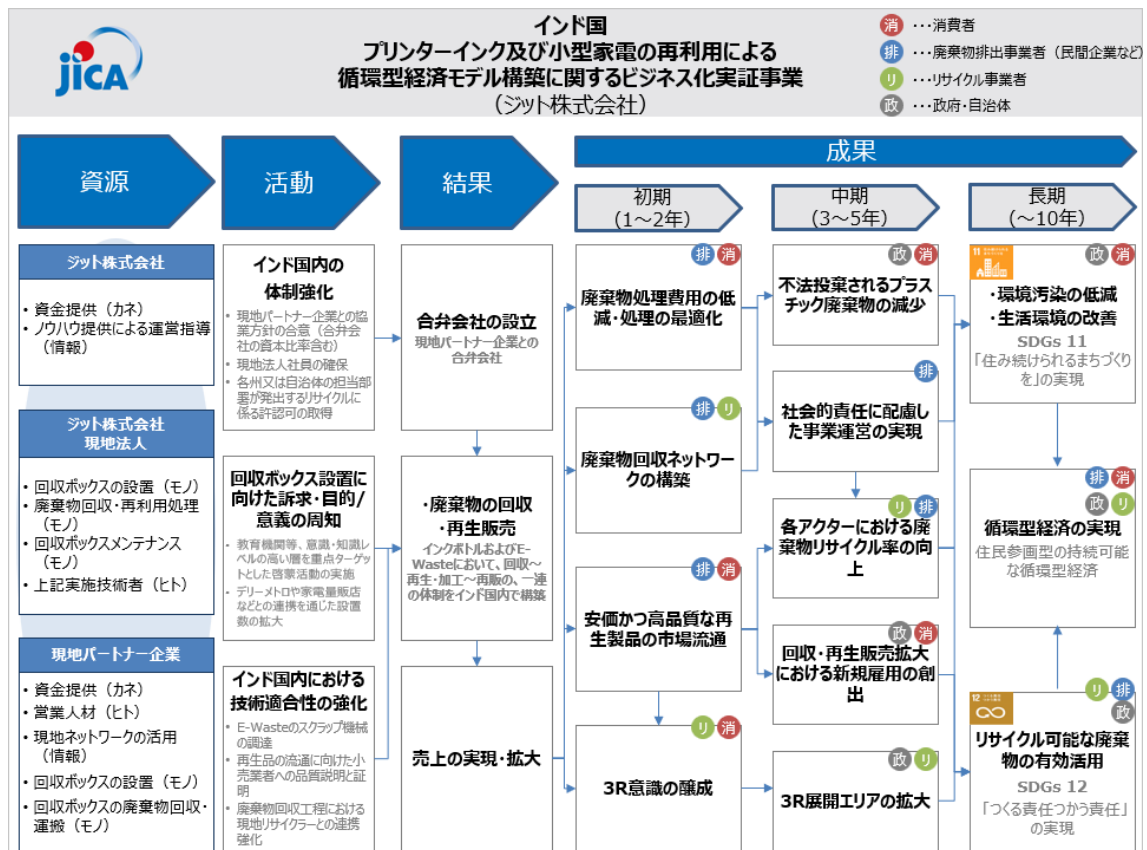 jICA
インド国
プリンターインク及び小型家電の再利用による
循環型経済モデル構築に関するビジネス化実証事業
（ジット株式会社）
消 ･･･消費者
排 ･･･廃棄物排出事業者（民間企業など）
リ ･･･リサイクル事業者
政 ･･･政府・自治体
資源
活動
結果
成果
初期
（1～2年）
中期
（3～5年）
長期
（～10年）
ジット株式会社
・資金提供（カネ）
・ノウハウ提供による運営指導
（情報）
ジット株式会社
現地法人
・回収ボックスの設置（モノ）
・廃棄物回収・再利用処理
（モノ）
・回収ボックスメンテナンス
（モノ）
・上記実施技術者（ヒト）
現地パートナー企業
・資金提供（カネ）
・営業人材（ヒト）
・現地ネットワークの活用
（情報）
・回収ボックスの設置（モノ）
・回収ボックスの廃棄物回収・
運搬（モノ）
インド国内の
体制強化
・現地パートナー企業との協
業方針の合意（合弁会
社の資本比率含む）
・現地法人社員の確保
・各州又は自治体の担当部
署が発出するリサイクルに
係る許認可の取得
回収ボックス設置に
向けた訴求・目的/
意義の周知
・教育機関等、意識・知識レ
ベルの高い層を重点ターゲッ
トとした啓蒙活動の実施
・デリーメトロや家電量販店
などとの連携を通じた設置
数の拡大
インド国内における
技術適合性の強化
・E-Wasteのスクラップ機械
の調達
・再生品の流通に向けた小
売業者への品質説明と証
明
・廃棄物回収工程における
現地リサイクラーとの連携
強化
合弁会社の設立
現地パートナー企業との
合弁会社
・廃棄物の回収
・再生販売
インクボトルおよびE-
Wasteにおいて、回収～
再生・加工～再販の、一連
の体制をインド国内で構築
売上の実現・拡大
排 消
廃棄物処理費用の低
減・処理の最適化
排 リ
廃棄物回収ネットワー
クの構築
排 消
安価かつ高品質な再
生製品の市場流通
リ 消
3R意識の醸成
政 消
不法投棄されるプラス
チック廃棄物の減少
排
社会的責任に配慮し
た事業運営の実現
リ 排
各アクターにおける廃
棄物リサイクル率の向
上
政 消
回収・再生販売拡大
における新規雇用の創
出
政 リ
3R展開エリアの拡大
11
政 消
・環境汚染の低減
・生活環境の改善
SDGs 11
「住み続けられるまちづくり
を」の実現
排 消
政 リ
循環型経済の実現
住民参画型の持続可能
な循環型経済
12
リ 排
政
リサイクル可能な廃棄
物の有効活用
SDGs 12
「つくる責任つかう責任」
の実現